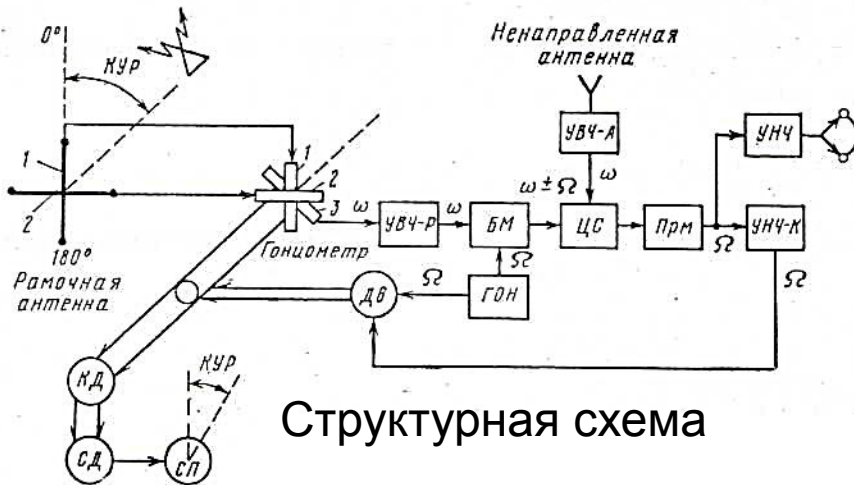 0°
КУР
1
2
180°
Рамочная
антенна
1
2
3
Гониометр
ω
УВЧ-Р
ω
БМ
ω ± Ω
Ненаправленная
антенна
УВЧ-А
ω
ЦС
Прм
Ω
УНЧ
УНЧ-К
Ω
Ω
ГОН
Ω
ДВ
КД
СД
СП
КУР
Структурная схема